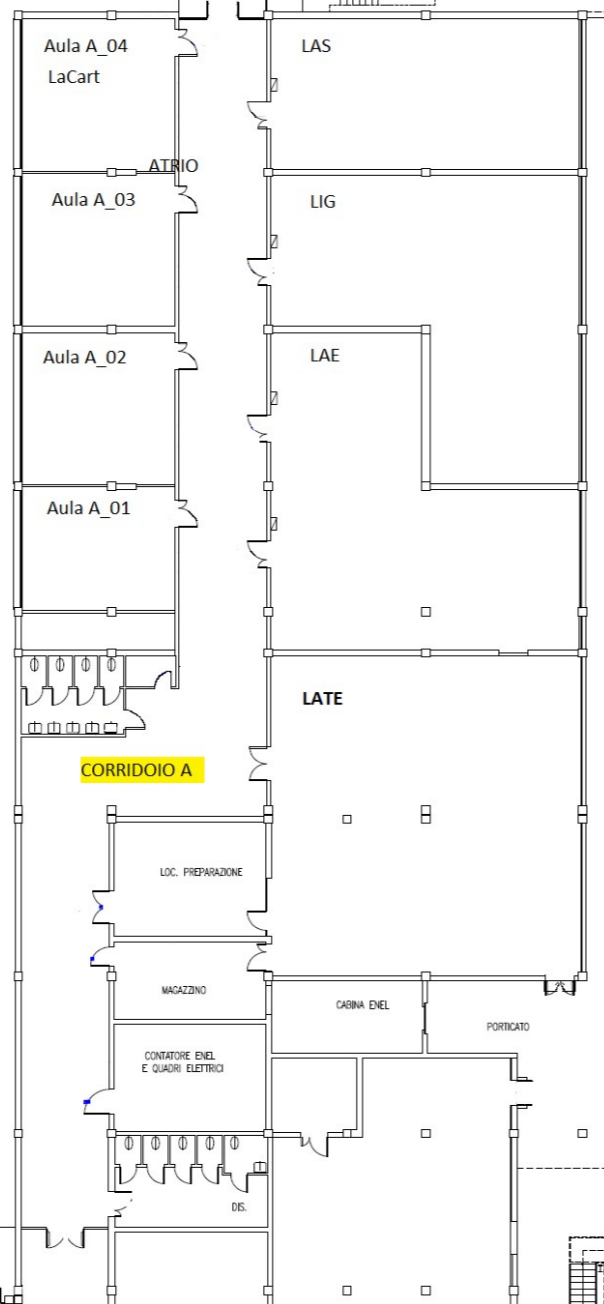 Aula A_04
LaCart
LAS
ATRIO
Aula A_03
LIG
Aula A_02
LAE
Aula A_01
LATE
CORRIDOIO A
LOC. PREPARAZIONE
MAGAZZINO
CABINA ENEL
PORTICATO
CONTATORE ENEL
E QUADRI ELETTRICI
DIS.